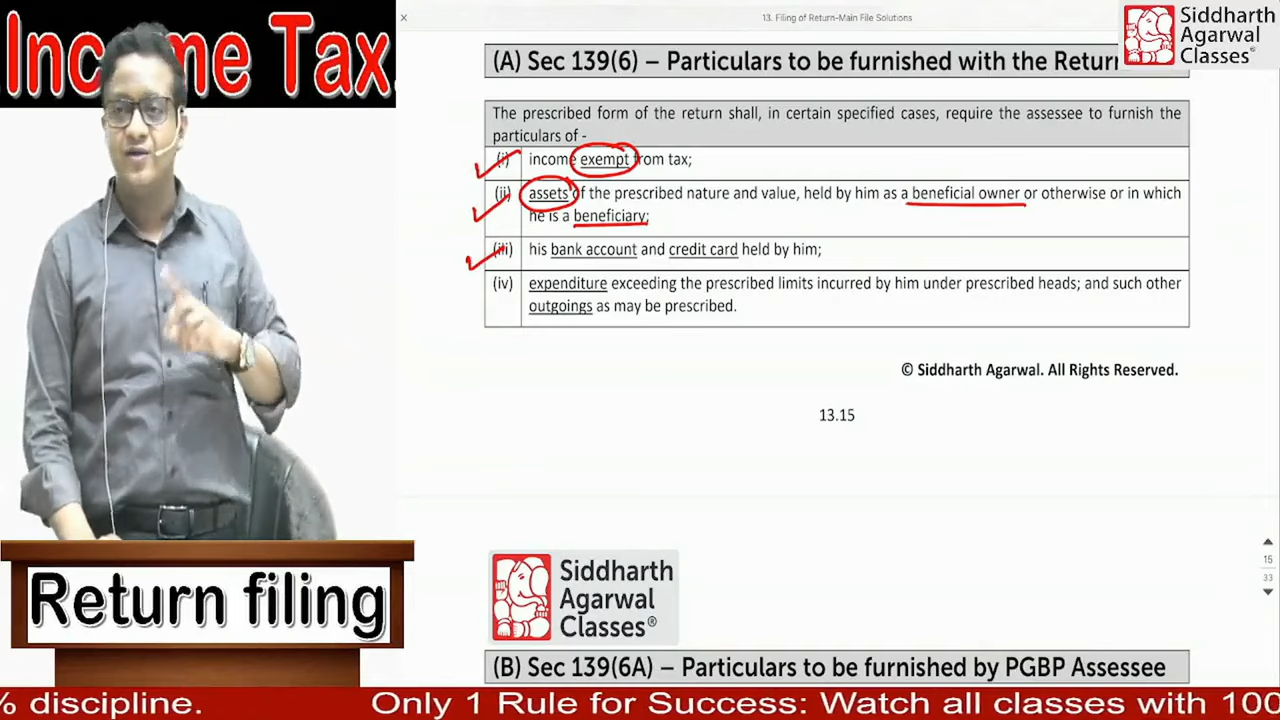 Income Tax.
×
13. Filing of Return-Main File Solutions
Siddharth
Agarwal
Classes®
(A) Sec 139(6) – Particulars to be furnished with the Return
The prescribed form of the return shall, in certain specified cases, require the assessee to furnish the
particulars of -
(i) income exempt from tax;
(ii) assets of the prescribed nature and value, held by him as a beneficial owner or otherwise or in which
he is a beneficiary;
(iii) his bank account and credit card held by him;
(iv) expenditure exceeding the prescribed limits incurred by him under prescribed heads; and such other
outgoings as may be prescribed.
© Siddharth Agarwal. All Rights Reserved.
13.15
15
33
Siddharth
Agarwal
Classes®
(B) Sec 139(6A) – Particulars to be furnished by PGBP Assessee
Return filing
% discipline.
Only 1 Rule for Success: Watch all classes with 100